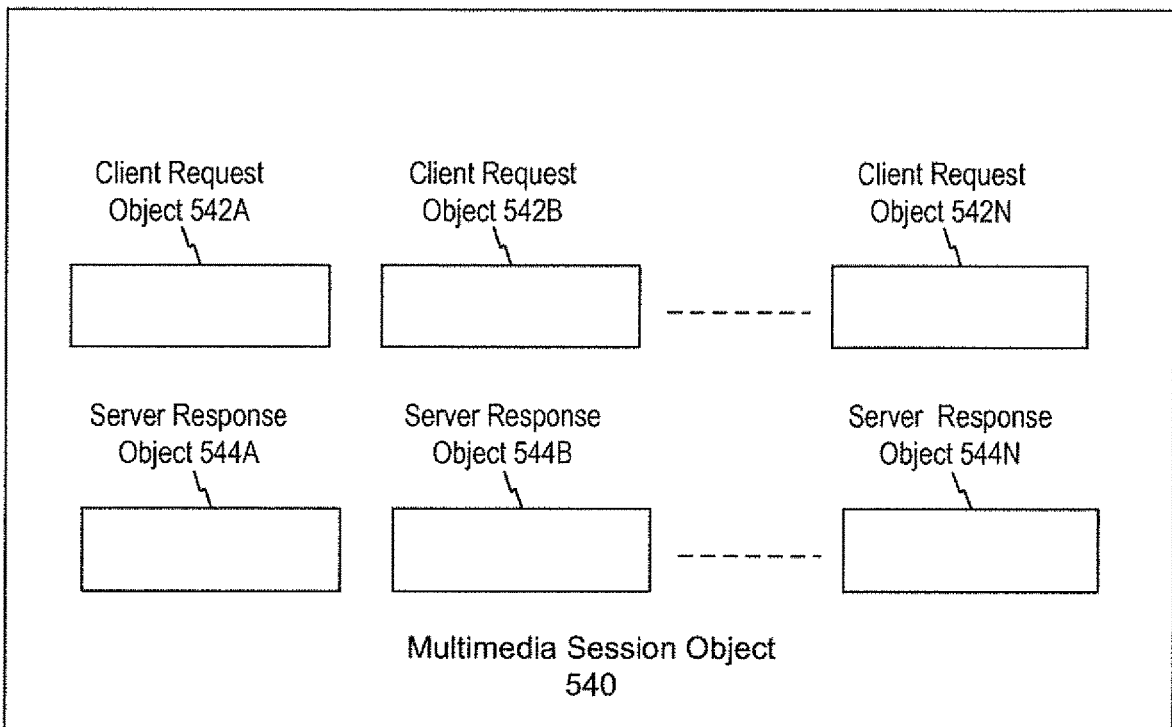 Client Request
Object 542A
Client Request
Object 542B
Client Request
Object 542N
Server Response
Object 544A
Server Response
Object 544B
Server Response
Object 544N
Multimedia Session Object
540